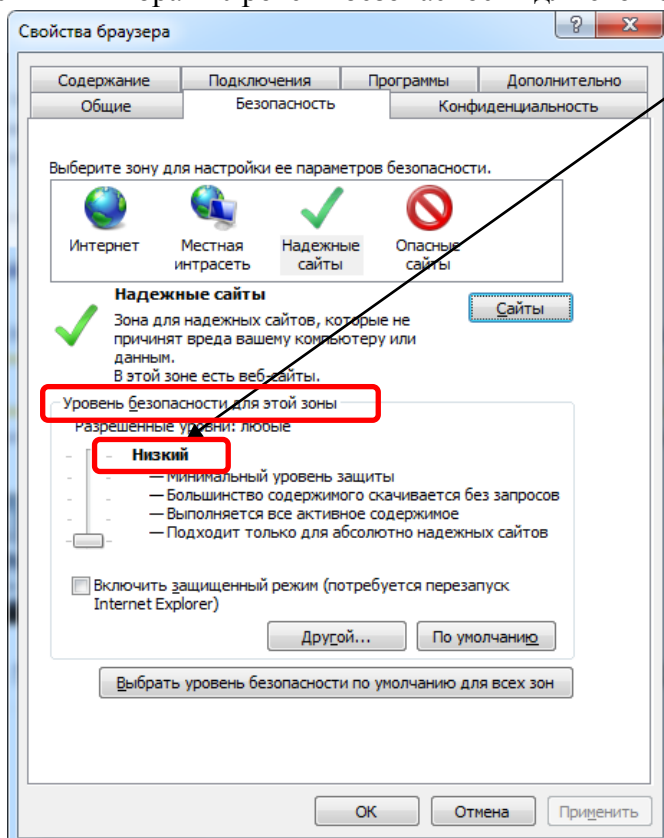 Свойства браузера
Содержание Подключения Программы Дополнительно
Общие Безопасность Конфиденциальность
Выберите зону для настройки ее параметров безопасности.
Интернет Местная интрасеть Надежные сайты Опасные сайты
Надежные сайты
Сайты
Зона для надежных сайтов, которые не
причинят вреда вашему компьютеру или
данным.
В этой зоне есть веб-сайты.
Уровень безопасности для этой зоны
Разрешенные уровни: любые
Низкий
— Минимальный уровень защиты
— Большинство содержимого скачивается без запросов
— Выполняется все активное содержимое
— Подходит только для абсолютно надежных сайтов
Включить защищенный режим (потребуется перезапуск
Internet Explorer)
Другой... По умолчанию
Выбрать уровень безопасности по умолчанию для всех зон
ОК Отмена Применить